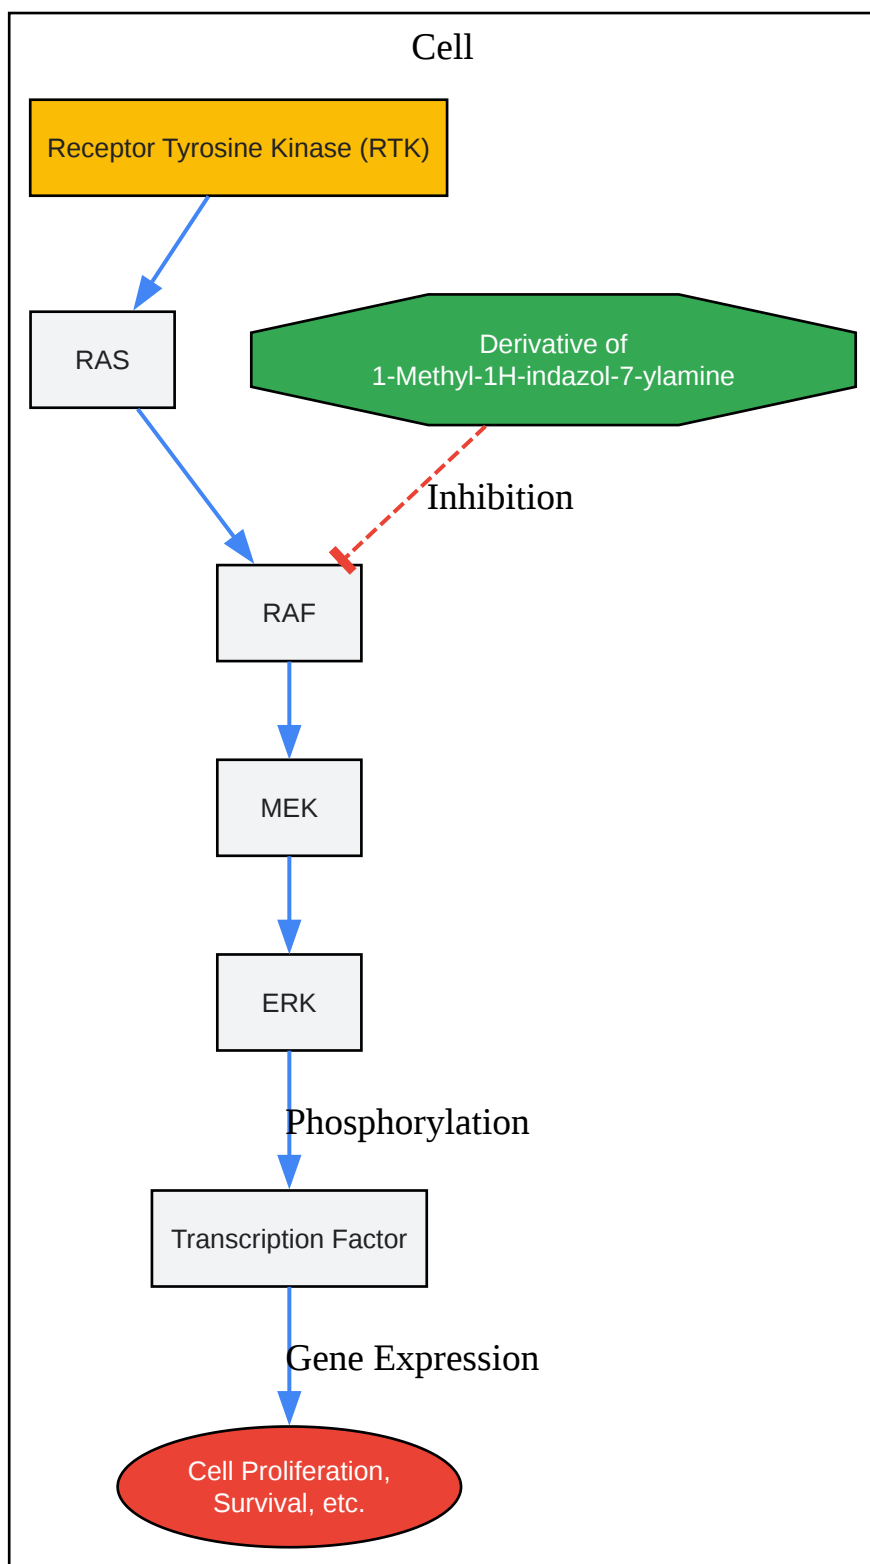 Cell
Receptor Tyrosine Kinase (RTK)
RAS
Derivative of
1-Methyl-1H-indazol-7-ylamine
Inhibition
RAF
MEK
ERK
Phosphorylation
Transcription Factor
Gene Expression
Cell Proliferation,
Survival, etc.